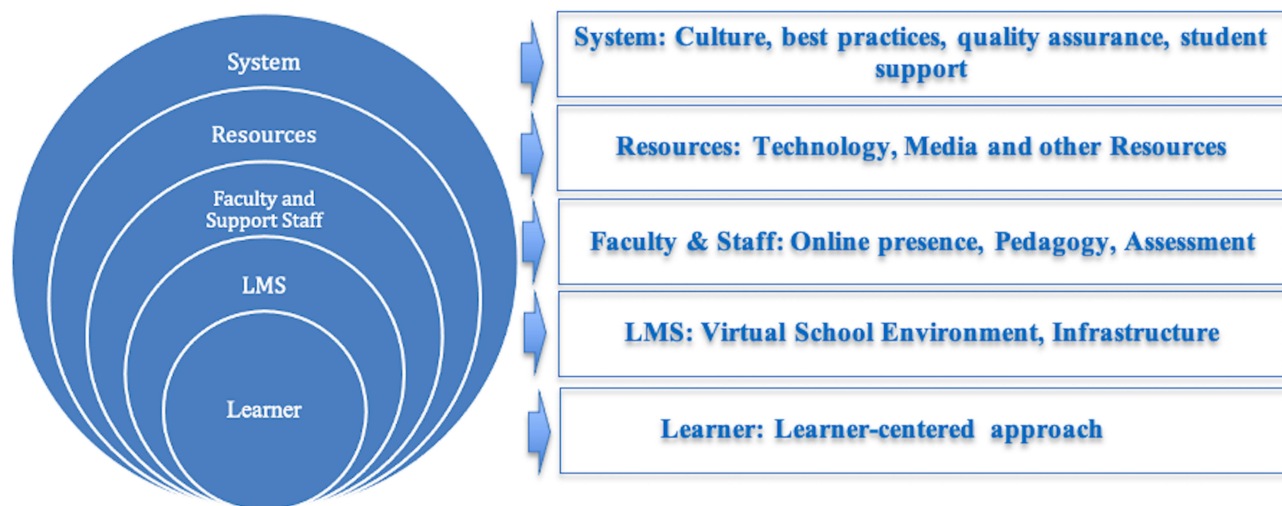 System
Resources
Faculty and
Support Staff
LMS
Learner
System: Culture, best practices, quality assurance, student
support
Resources: Technology, Media and other Resources
Faculty & Staff: Online presence, Pedagogy, Assessment
LMS: Virtual School Environment, Infrastructure
Learner: Learner-centered approach